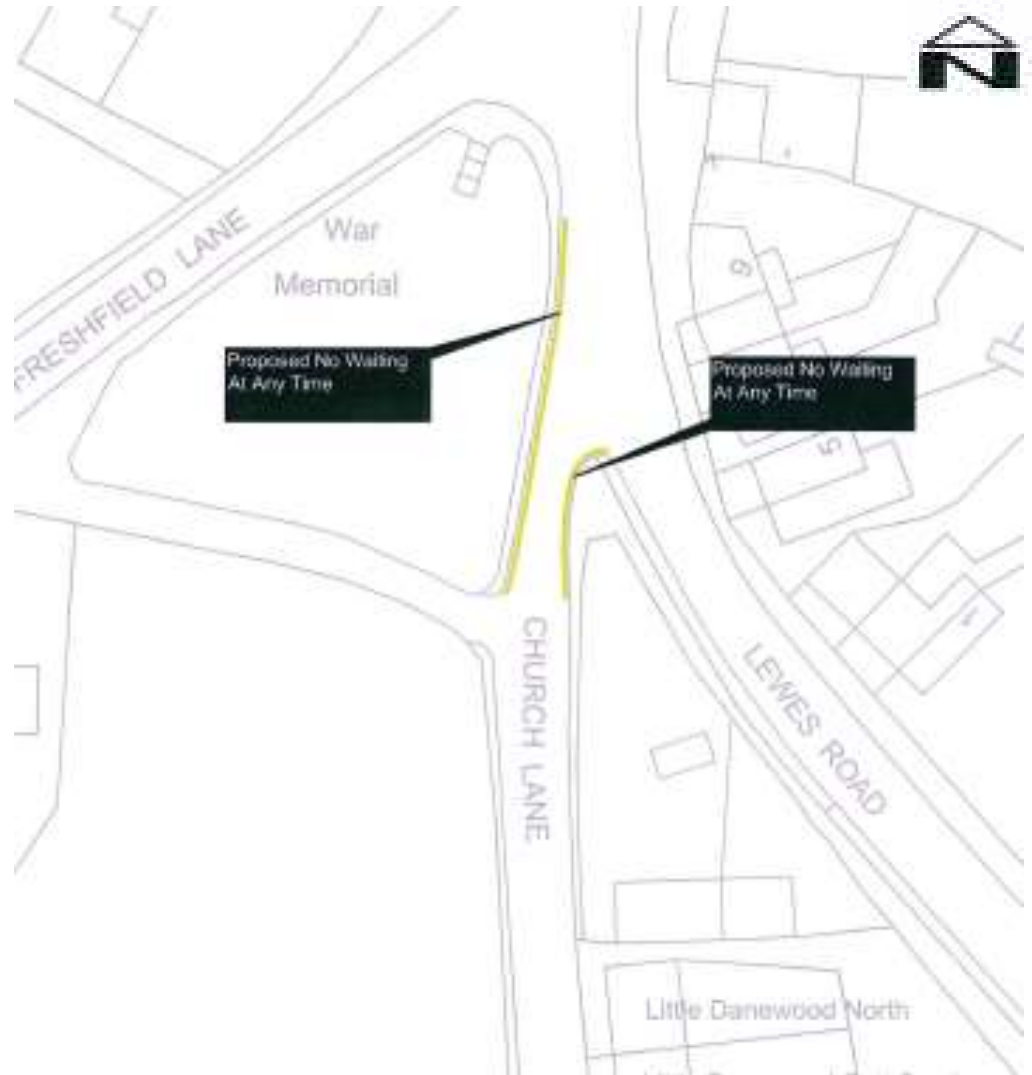 N
War
Memorial
FRESHFIELD LANE
Proposed No Waiting
At Any Time
Proposed No Waiting
At Any Time
9
5
1
CHURCH LANE
LEWES ROAD
Little Danewood North